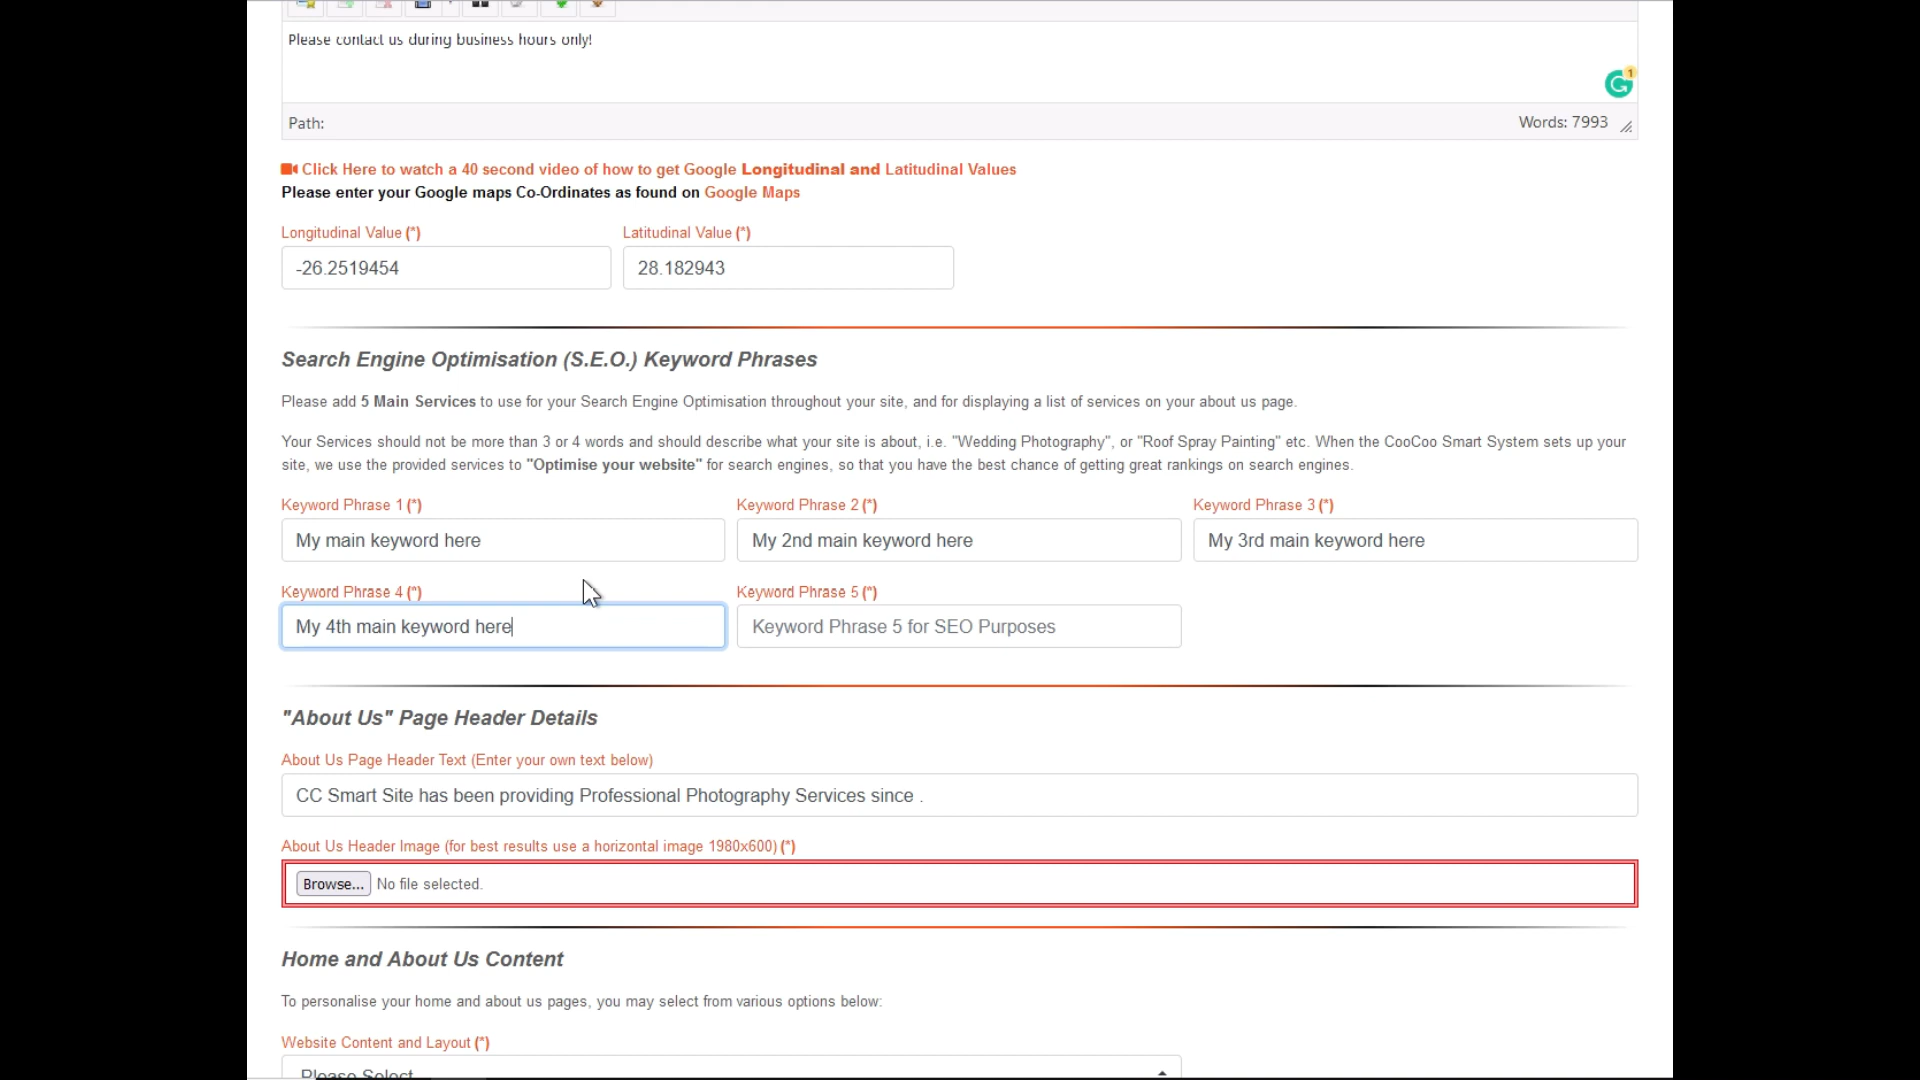 Please contact us during business hours only!
1
Path:
Words: 7993
Click Here to watch a 40 second video of how to get Google Longitudinal and Latitudinal Values
Please enter your Google maps Co-Ordinates as found on Google Maps
Longitudinal Value (*)
Latitudinal Value (*)
-26.2519454
28.182943
Search Engine Optimisation (S.E.O.) Keyword Phrases
Please add 5 Main Services to use for your Search Engine Optimisation throughout your site, and for displaying a list of services on your about us page.
Your Services should not be more than 3 or 4 words and should describe what your site is about, i.e. "Wedding Photography", or "Roof Spray Painting" etc. When the CooCoo Smart System sets up your
site, we use the provided services to "Optimise your website" for search engines, so that you have the best chance of getting great rankings on search engines.
Keyword Phrase 1 (*)
Keyword Phrase 2 (*)
Keyword Phrase 3 (*)
My main keyword here
My 2nd main keyword here
My 3rd main keyword here
Keyword Phrase 4 (*)
Keyword Phrase 5 (*)
My 4th main keyword here
Keyword Phrase 5 for SEO Purposes
"About Us" Page Header Details
About Us Page Header Text (Enter your own text below)
CC Smart Site has been providing Professional Photography Services since .
About Us Header Image (for best results use a horizontal image 1980x600) (*)
Browse... No file selected.
Home and About Us Content
To personalise your home and about us pages, you may select from various options below:
Website Content and Layout (*)
Please Select